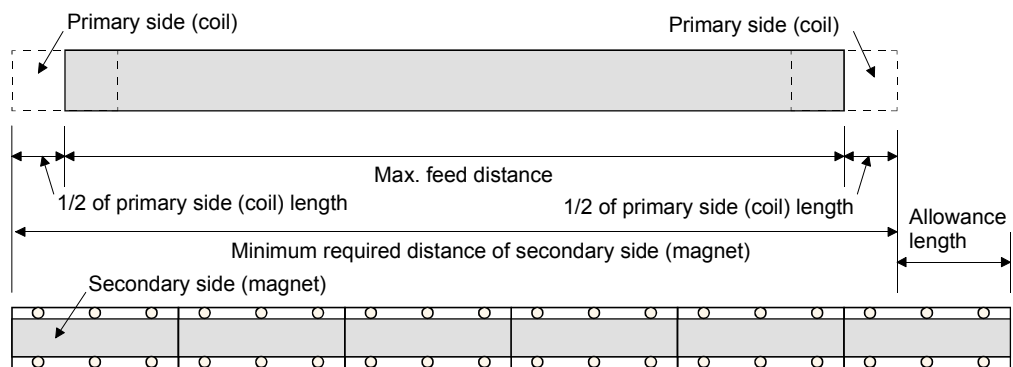 Primary side (coil)
Primary side (coil)
Max. feed distance
1/2 of primary side (coil) length
1/2 of primary side (coil) length
Allowance
length
Minimum required distance of secondary side (magnet)
Secondary side (magnet)